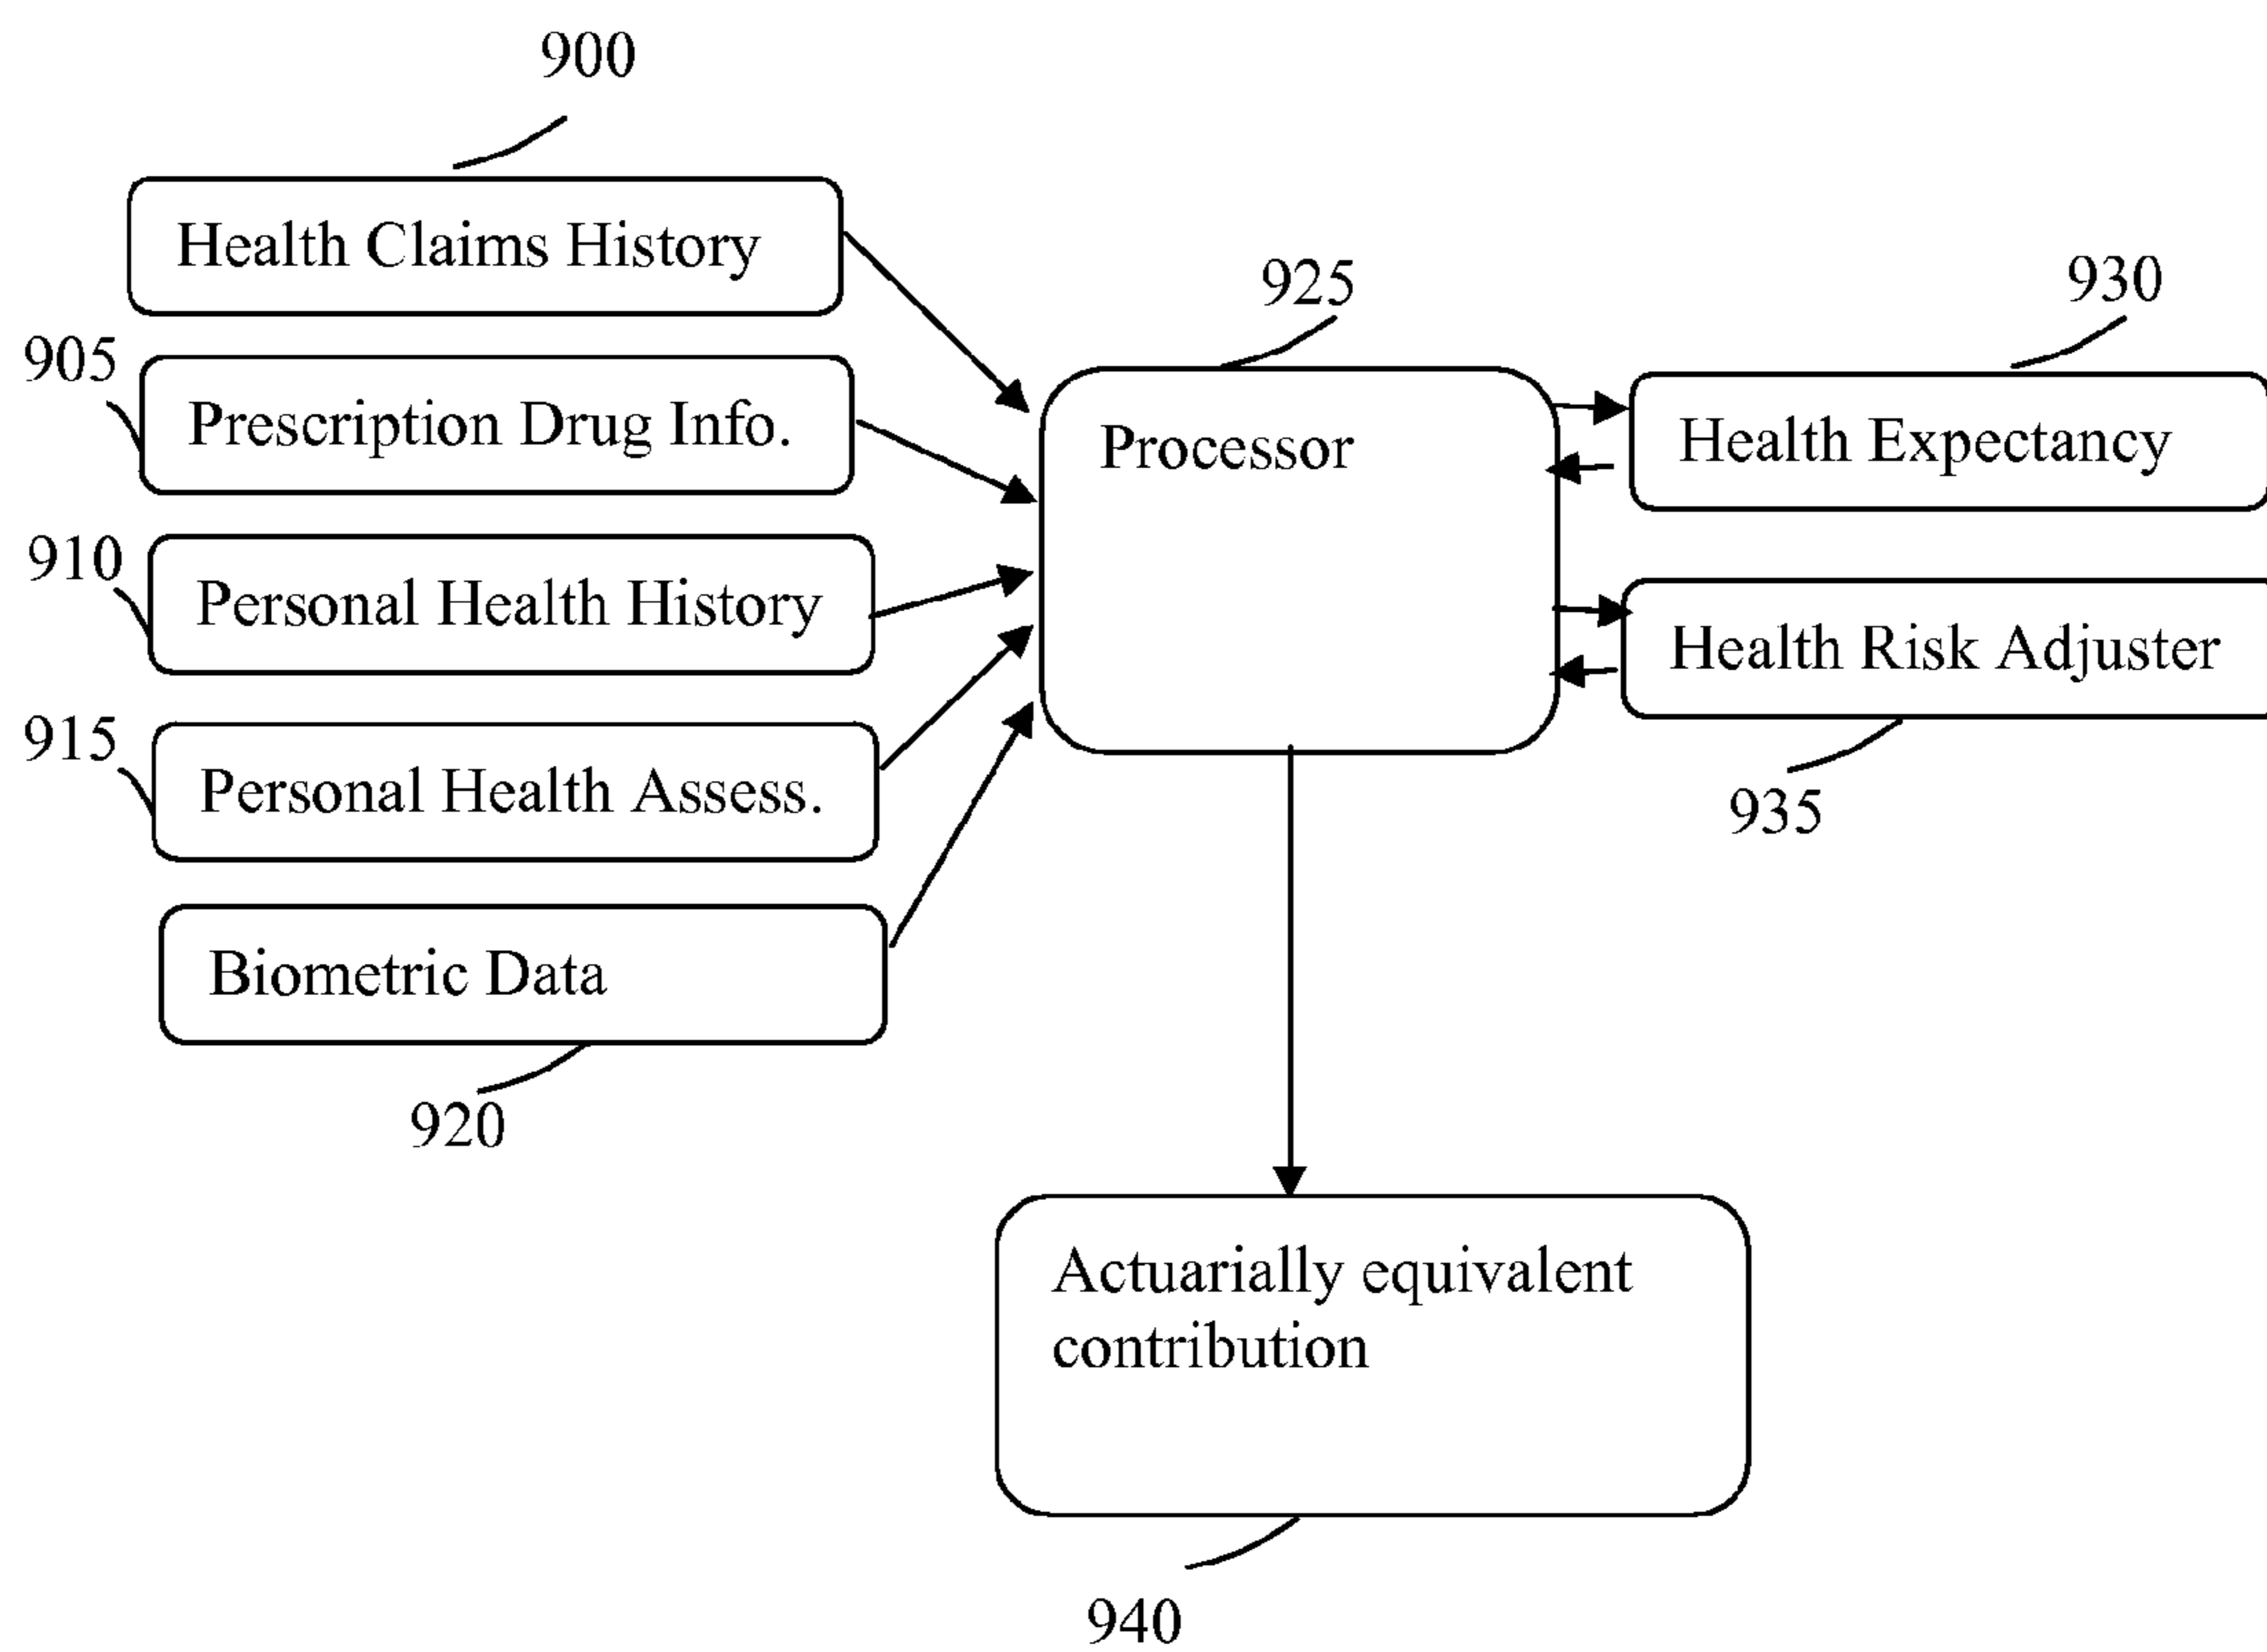 900
Health Claims History
905
Prescription Drug Info.
910
Personal Health History
915
Personal Health Assess.
Biometric Data
920
925
Processor
930
Health Expectancy
Health Risk Adjuster
935
Actuarially equivalent
contribution
940